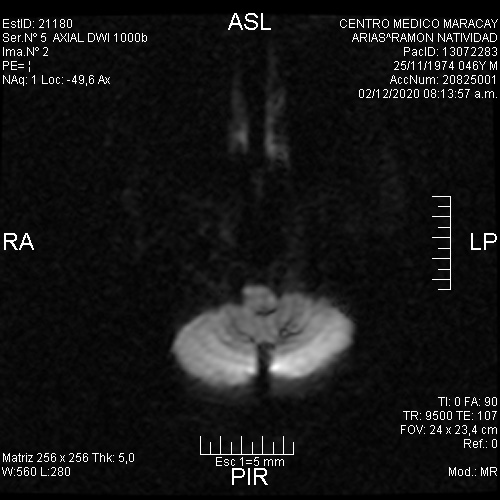 EstID: 21180
Ser.Nº 5 AXIAL DWI 1000b
Ima.Nº 2
PE= ¦
NAq: 1 Loc: -49,6 Ax
ASL
CENTRO MEDICO MARACAY
ARIAS^RAMON NATIVIDAD
PacID: 13072283
25/11/1974 046Y M
AccNum: 20825001
02/12/2020 08:13:57 a.m.
RA
LP
Matriz 256 x 256 Thk: 5,0
W:560 L:280
Esc 1=5 mm
PIR
TI: 0 FA: 90
TR: 9500 TE: 107
FOV: 24 x 23,4 cm
Ref.: 0
Mod.: MR